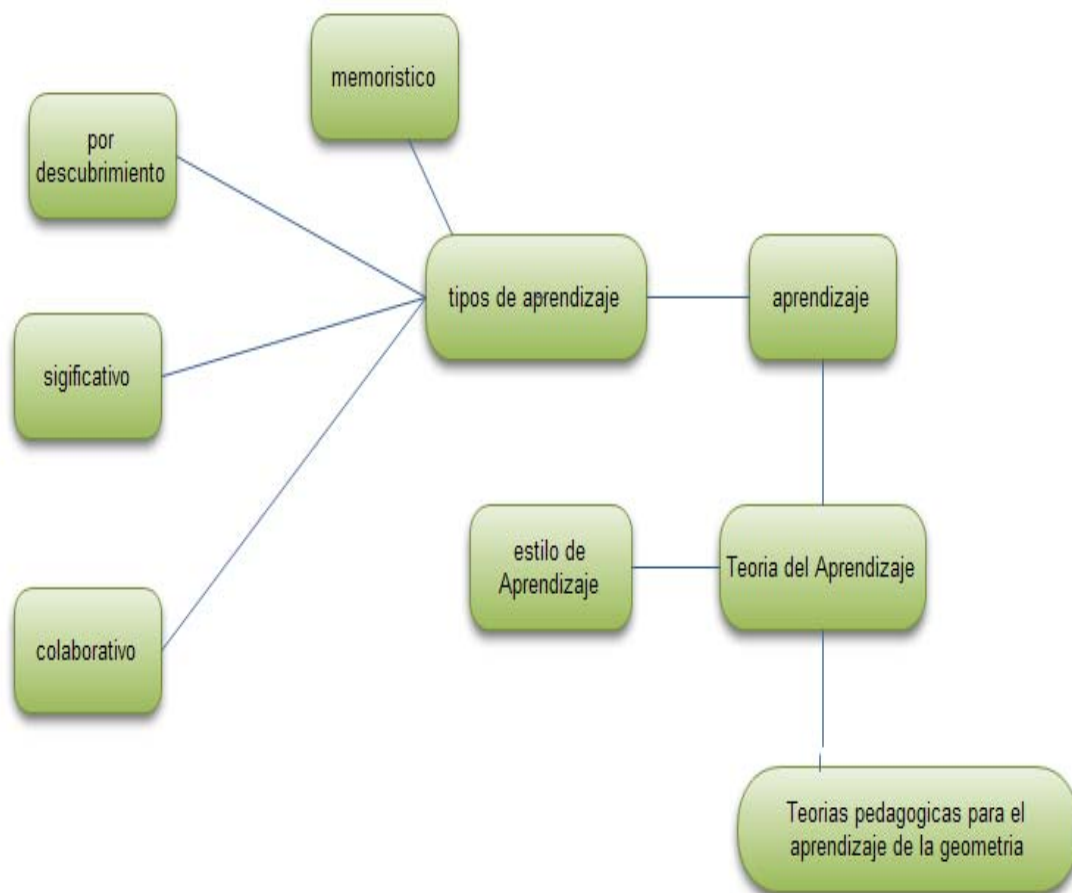 memoristico
por
descubrimiento
tipos de aprendizaje
aprendizaje
sigificativo
estilo de
Aprendizaje
Teoria del Aprendizaje
colaborativo
Teorias pedagogicas para el
aprendizaje de la geometria